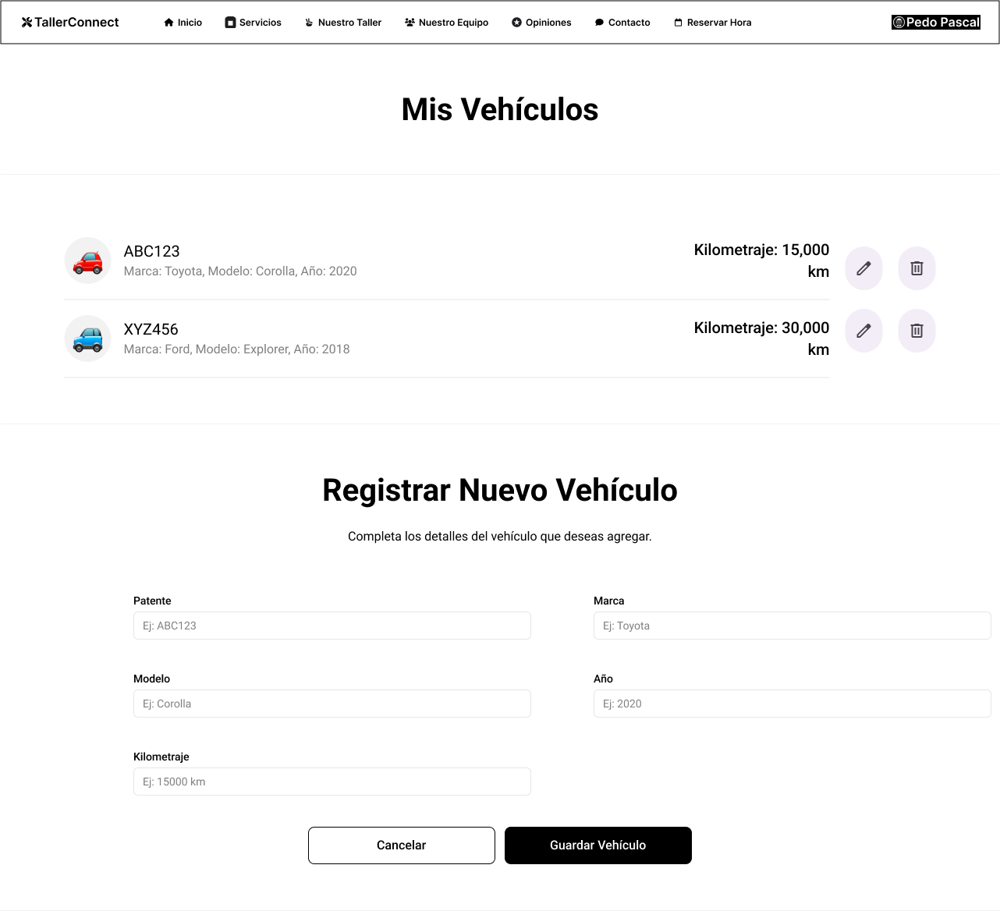 TallerConnect
Inicio
Servicios
Nuestro Taller
Nuestro Equipo
Opiniones
Contacto
Reservar Hora
Pedo Pascal
Mis Vehículos
ABC123
Marca: Toyota, Modelo: Corolla, Año: 2020
Kilometraje: 15,000
km
XYZ456
Marca: Ford, Modelo: Explorer, Año: 2018
Kilometraje: 30,000
km
Registrar Nuevo Vehículo
Completa los detalles del vehículo que deseas agregar.
Patente
Ej: ABC123
Marca
Ej: Toyota
Modelo
Ej: Corolla
Año
Ej: 2020
Kilometraje
Ej: 15000 km
Cancelar
Guardar Vehículo